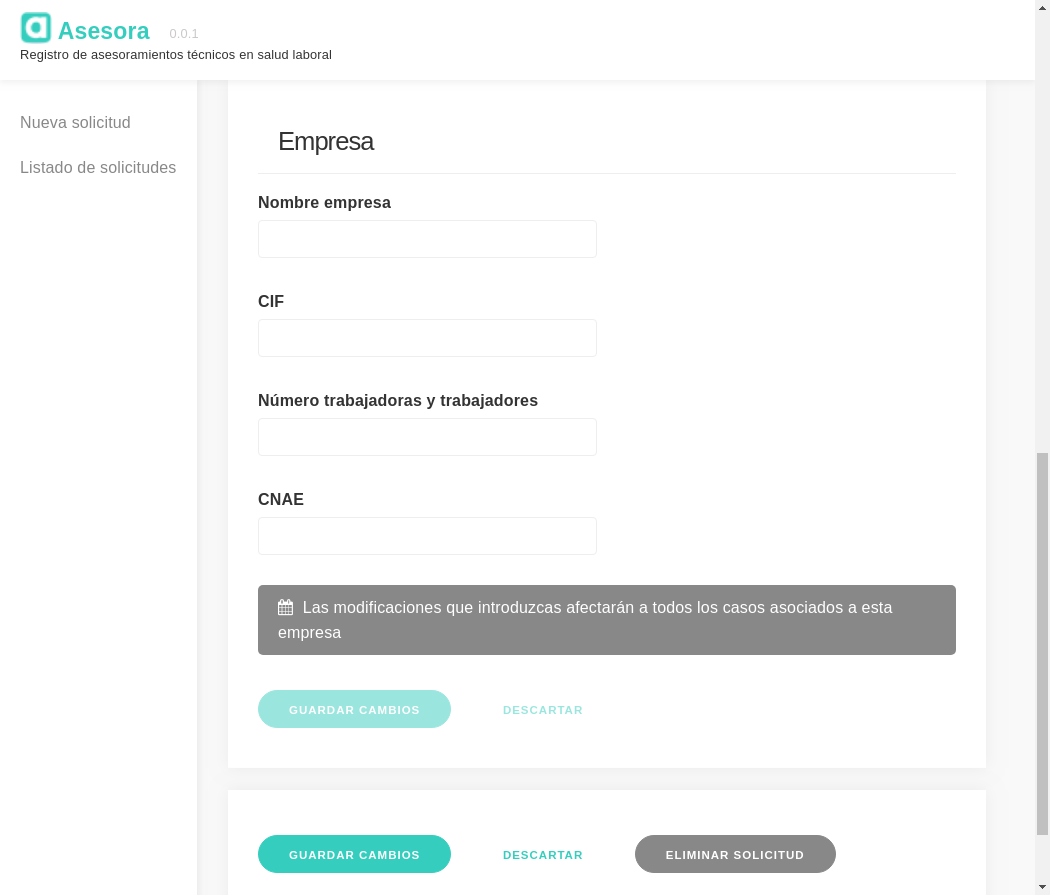 Asesora 0.0.1
Registro de asesoramientos técnicos en salud laboral
Nueva solicitud
Listado de solicitudes
Empresa
Nombre empresa
CIF
Número trabajadoras y trabajadores
CNAE
Las modificaciones que introduzcas afectarán a todos los casos asociados a esta
empresa
GUARDAR CAMBIOS DESCARTAR
GUARDAR CAMBIOS DESCARTAR ELIMINAR SOLICITUD